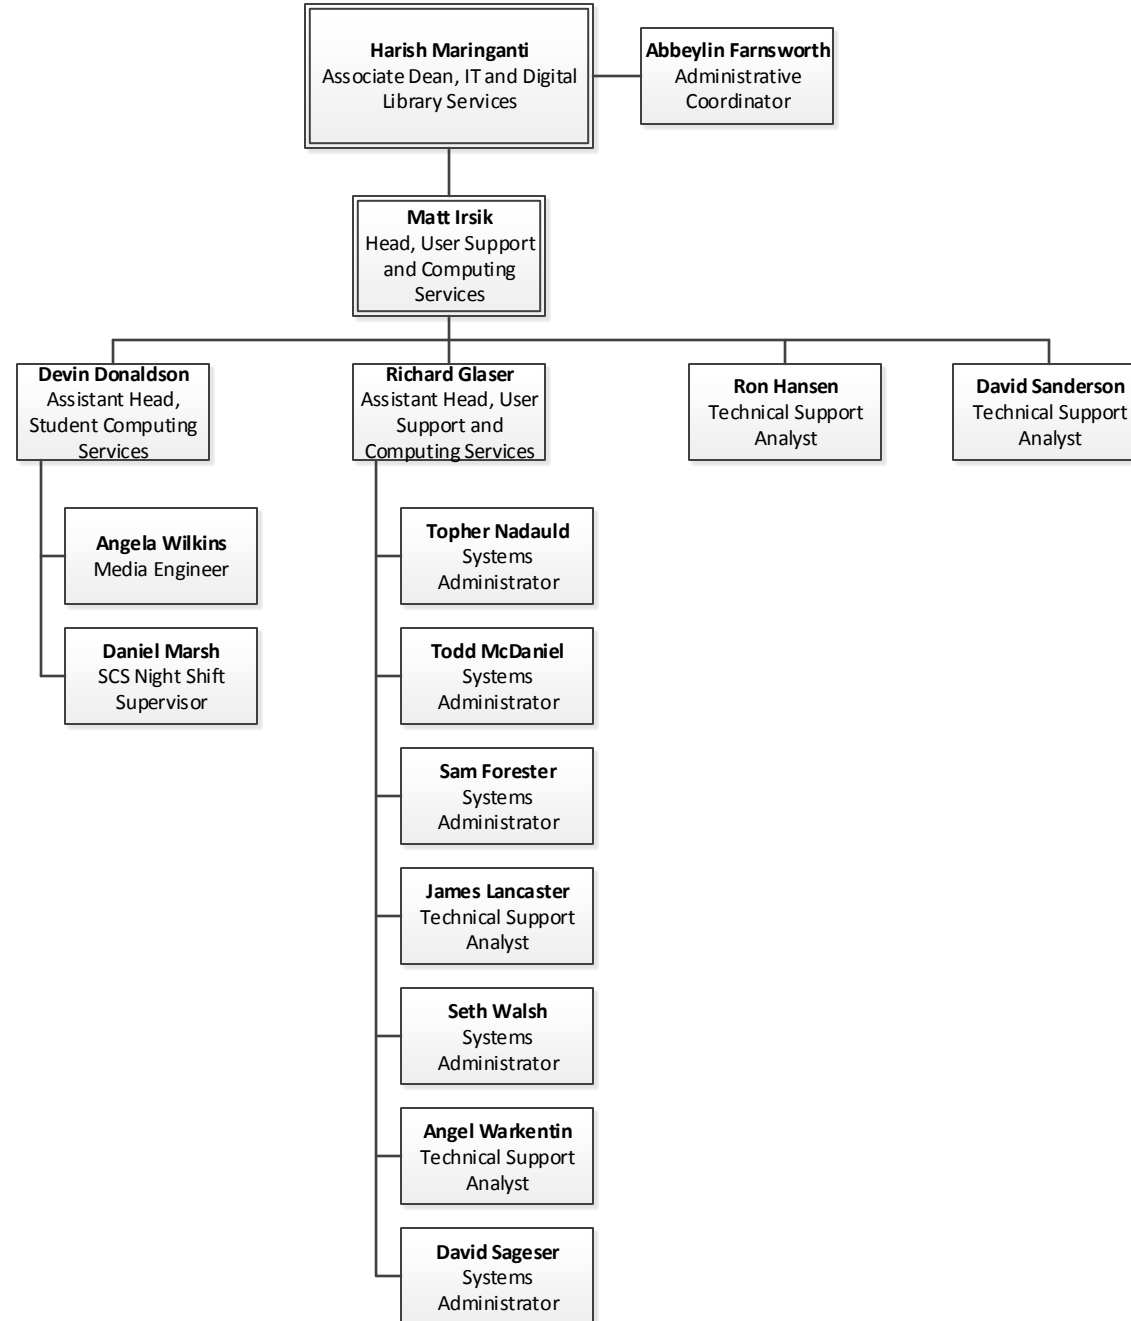 Harish Maringanti
Associate Dean, IT and Digital
Library Services
Abbeylin Farnsworth
Administrative
Coordinator
Matt Irsik
Head, User Support
and Computing
Services
Devin Donaldson
Assistant Head,
Student Computing
Services
Richard Glaser
Assistant Head, User
Support and
Computing Services
Ron Hansen
Technical Support
Analyst
David Sanderson
Technical Support
Analyst
Angela Wilkins
Media Engineer
Daniel Marsh
SCS Night Shift
Supervisor
Topher Nadauld
Systems
Administrator
Todd McDaniel
Systems
Administrator
Sam Forester
Systems
Administrator
James Lancaster
Technical Support
Analyst
Seth Walsh
Systems
Administrator
Angel Warkentin
Technical Support
Analyst
David Sageser
Systems
Administrator